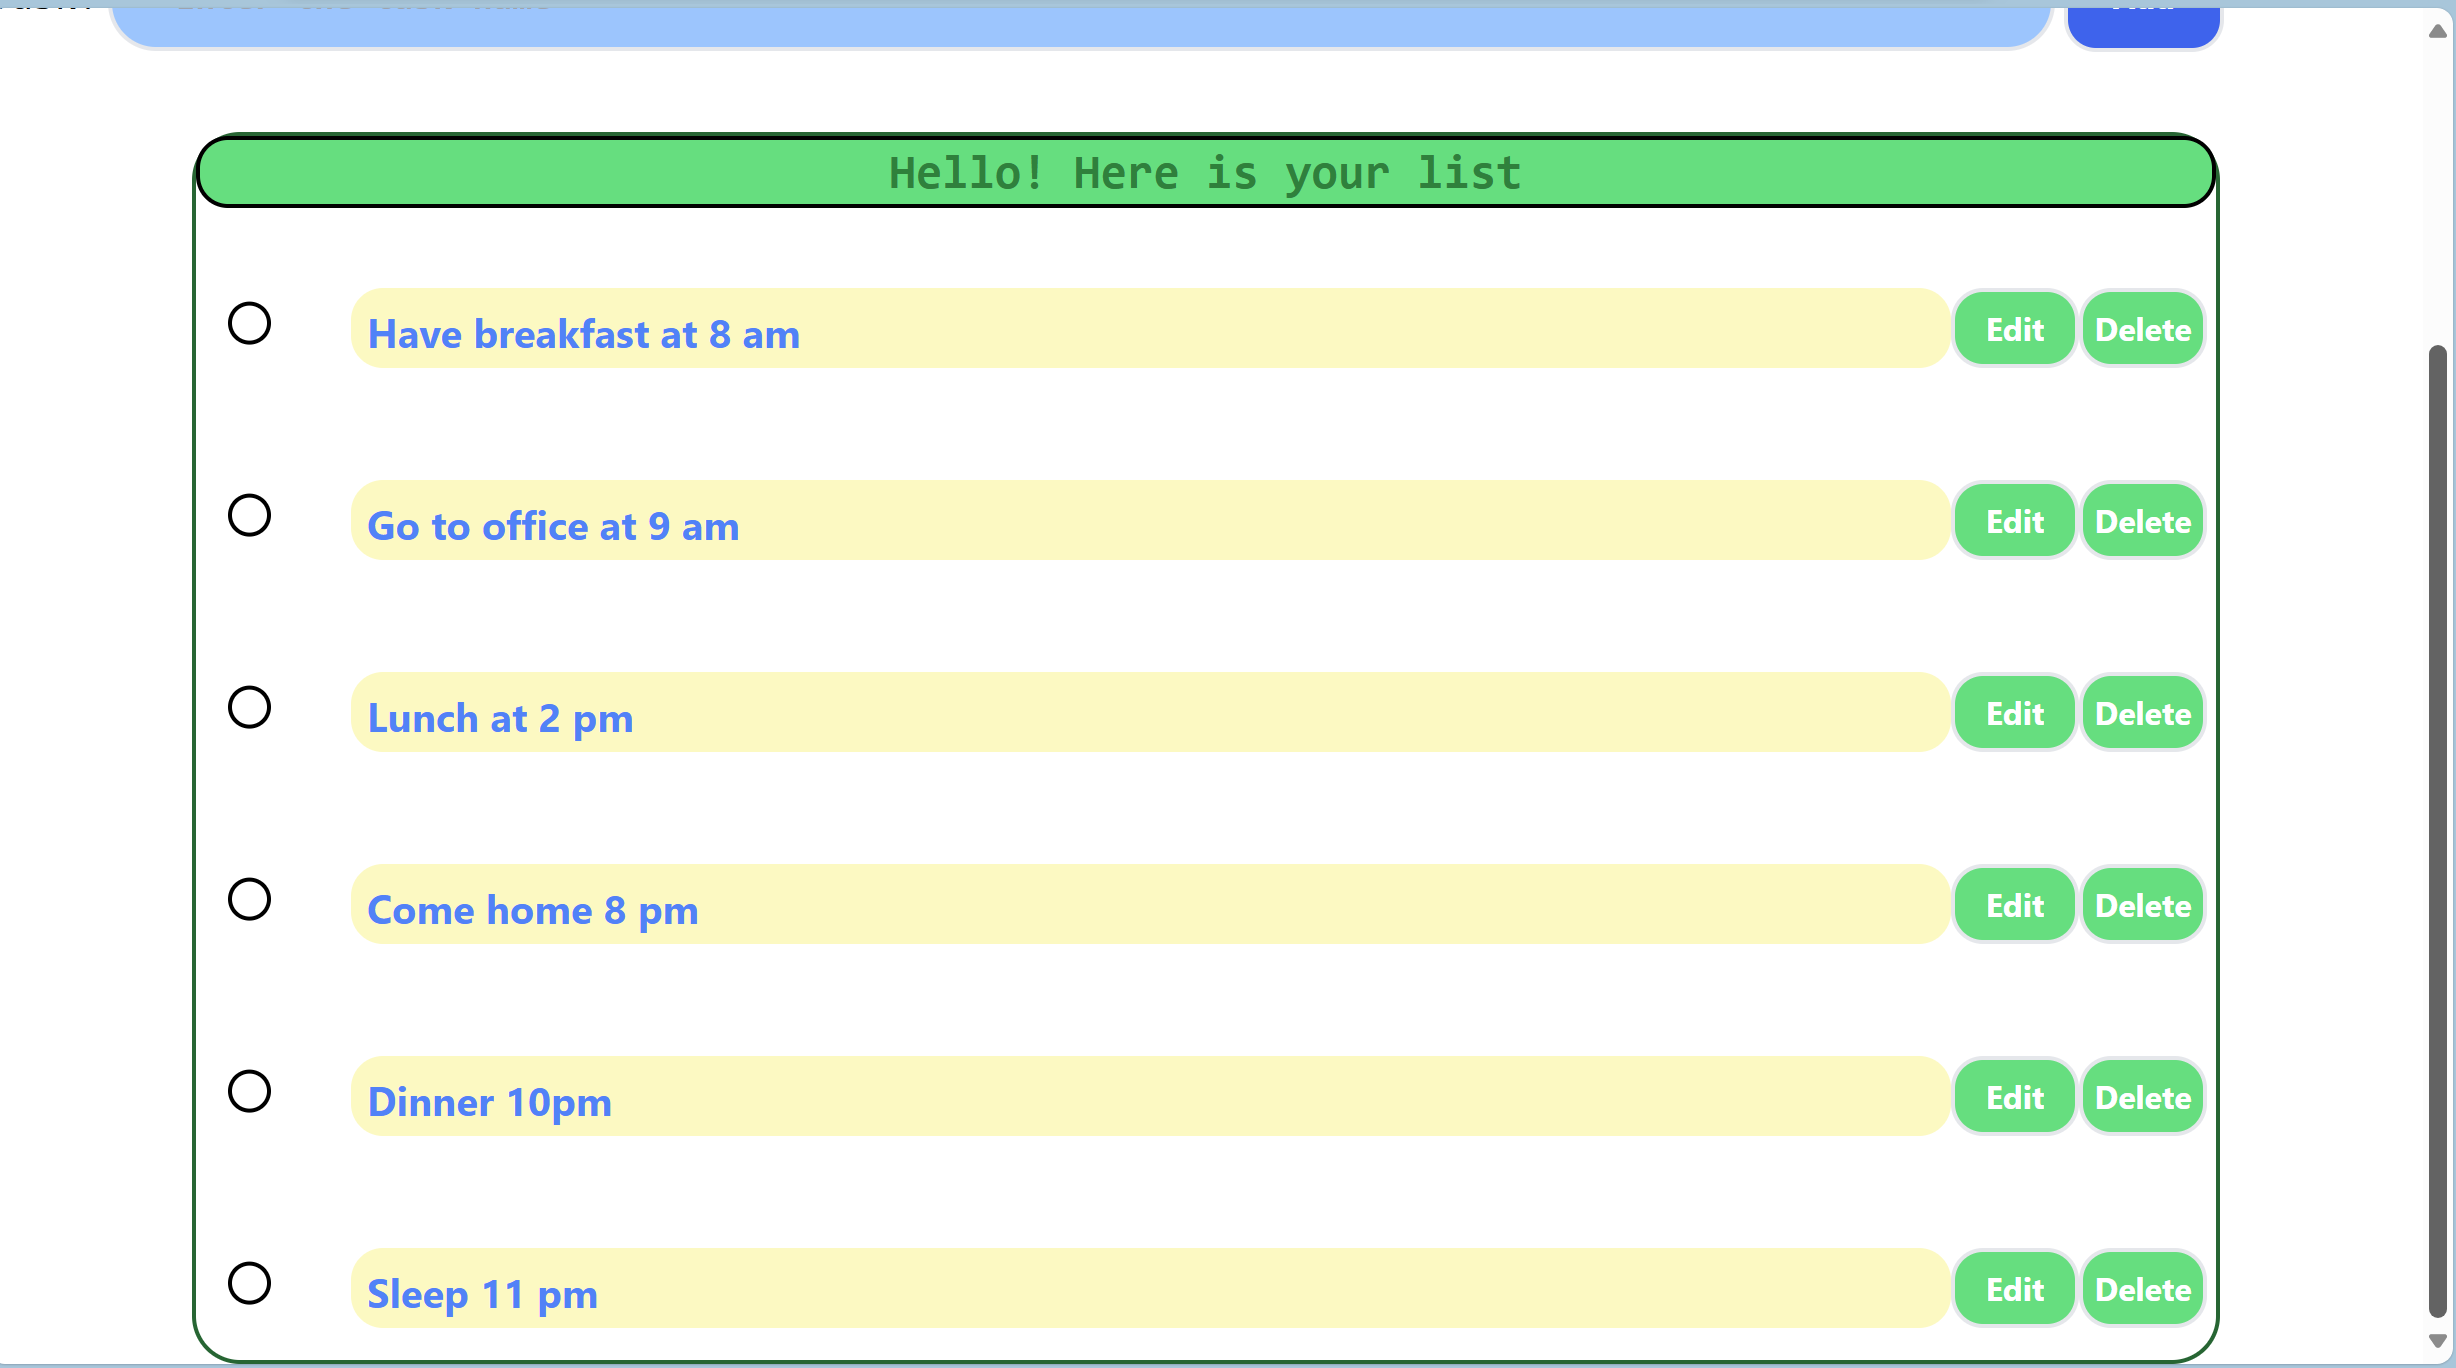 Hello! Here is your list
Have breakfast at 8 am
Edit
Delete
Go to office at 9 am
Edit
Delete
Lunch at 2 pm
Edit
Delete
Come home 8 pm
Edit
Delete
Dinner 10pm
Edit
Delete
Sleep 11 pm
Edit
Delete